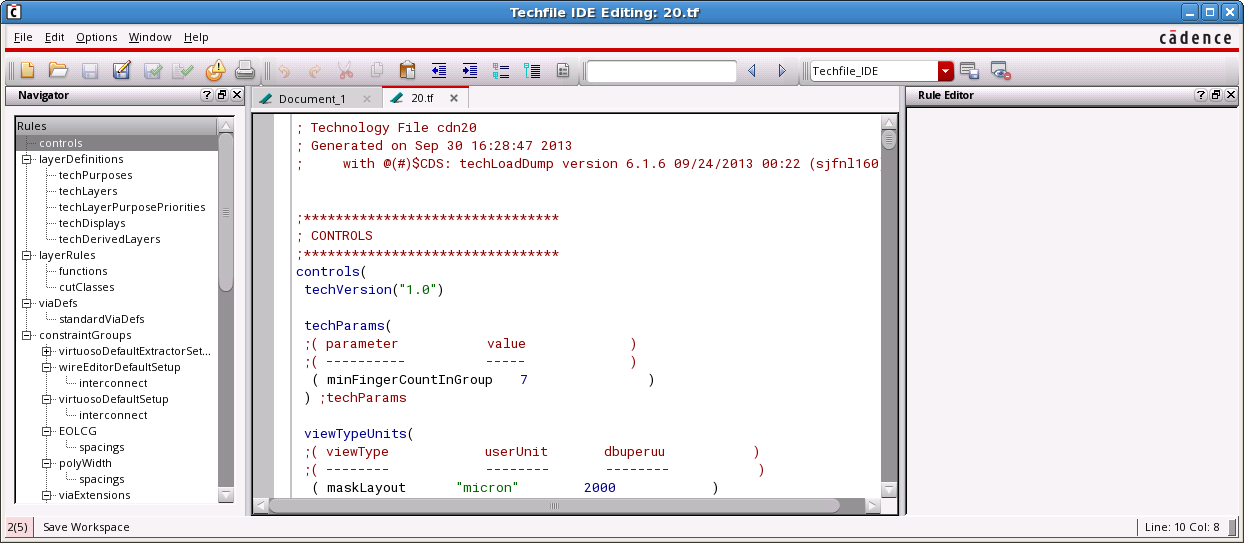 Techfile IDE Editing: 20.tf
File Edit Options Window Help
cādence
Techfile_IDE
Navigator
Rules
controls
layerDefinitions
techPurposes
techLayers
techLayerPurposePriorities
techDisplays
techDerivedLayers
layerRules
functions
cutClasses
viaDefs
standardViaDefs
constraintGroups
virtuosoDefaultExtractorSet...
wireEditorDefaultSetup
interconnect
virtuosoDefaultSetup
interconnect
EOLCG
spacings
polyWidth
spacings
viaExtensions
Document_1 20.tf
; Technology File cdn20
; Generated on Sep 30 16:28:47 2013
; with @(#)$CDS: techLoadDump version 6.1.6 09/24/2013 00:22 (sjfnl160
;********************************
; CONTROLS
;********************************
controls(
techVersion("1.0")
techParams(
;( parameter value )
;( ---------- ----- )
( minFingerCountInGroup 7 )
) ;techParams
viewTypeUnits(
;( viewType userUnit dbuperuu )
;( -------- -------- -------- )
( maskLayout "micron" 2000 )
Rule Editor
2(5) Save Workspace
Line: 10 Col: 8